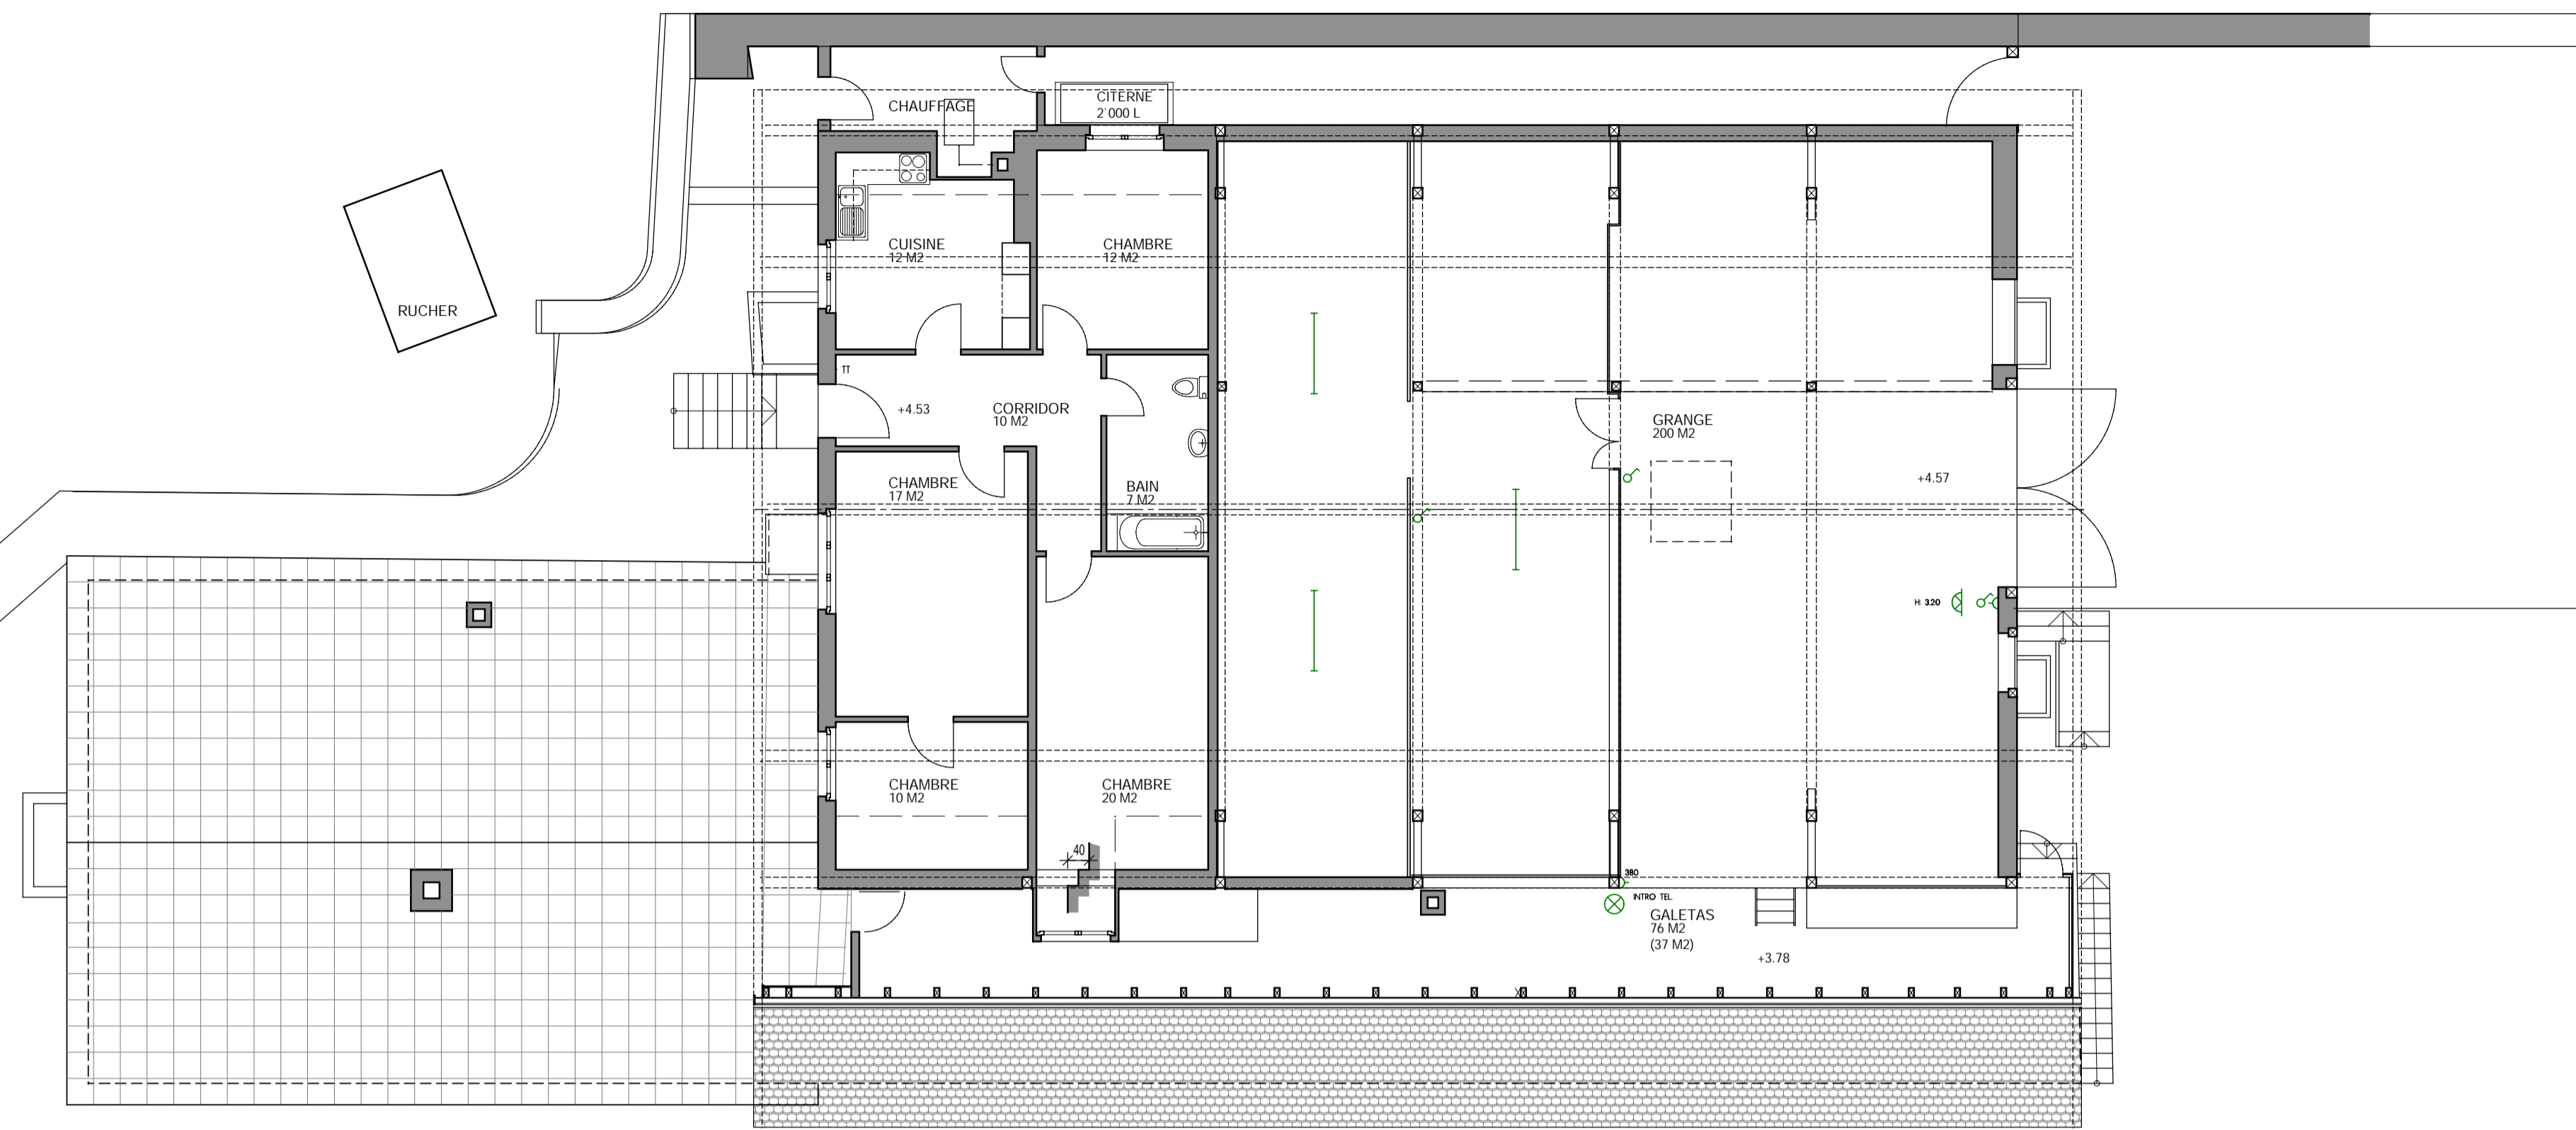 CHAUFFAGE
CITERNE
2`000 L
CUISINE
12 M2
CHAMBRE
12 M2
RUCHER
TT
+4.53
CORRIDOR
10 M2
GRANGE
200 M2
+4.57
CHAMBRE
17 M2
BAIN
7 M2
H: 3.20
CHAMBRE
10 M2
CHAMBRE
20 M2
40
380
INTRO TEL.
GALETAS
76 M2
(37 M2)
+3.78